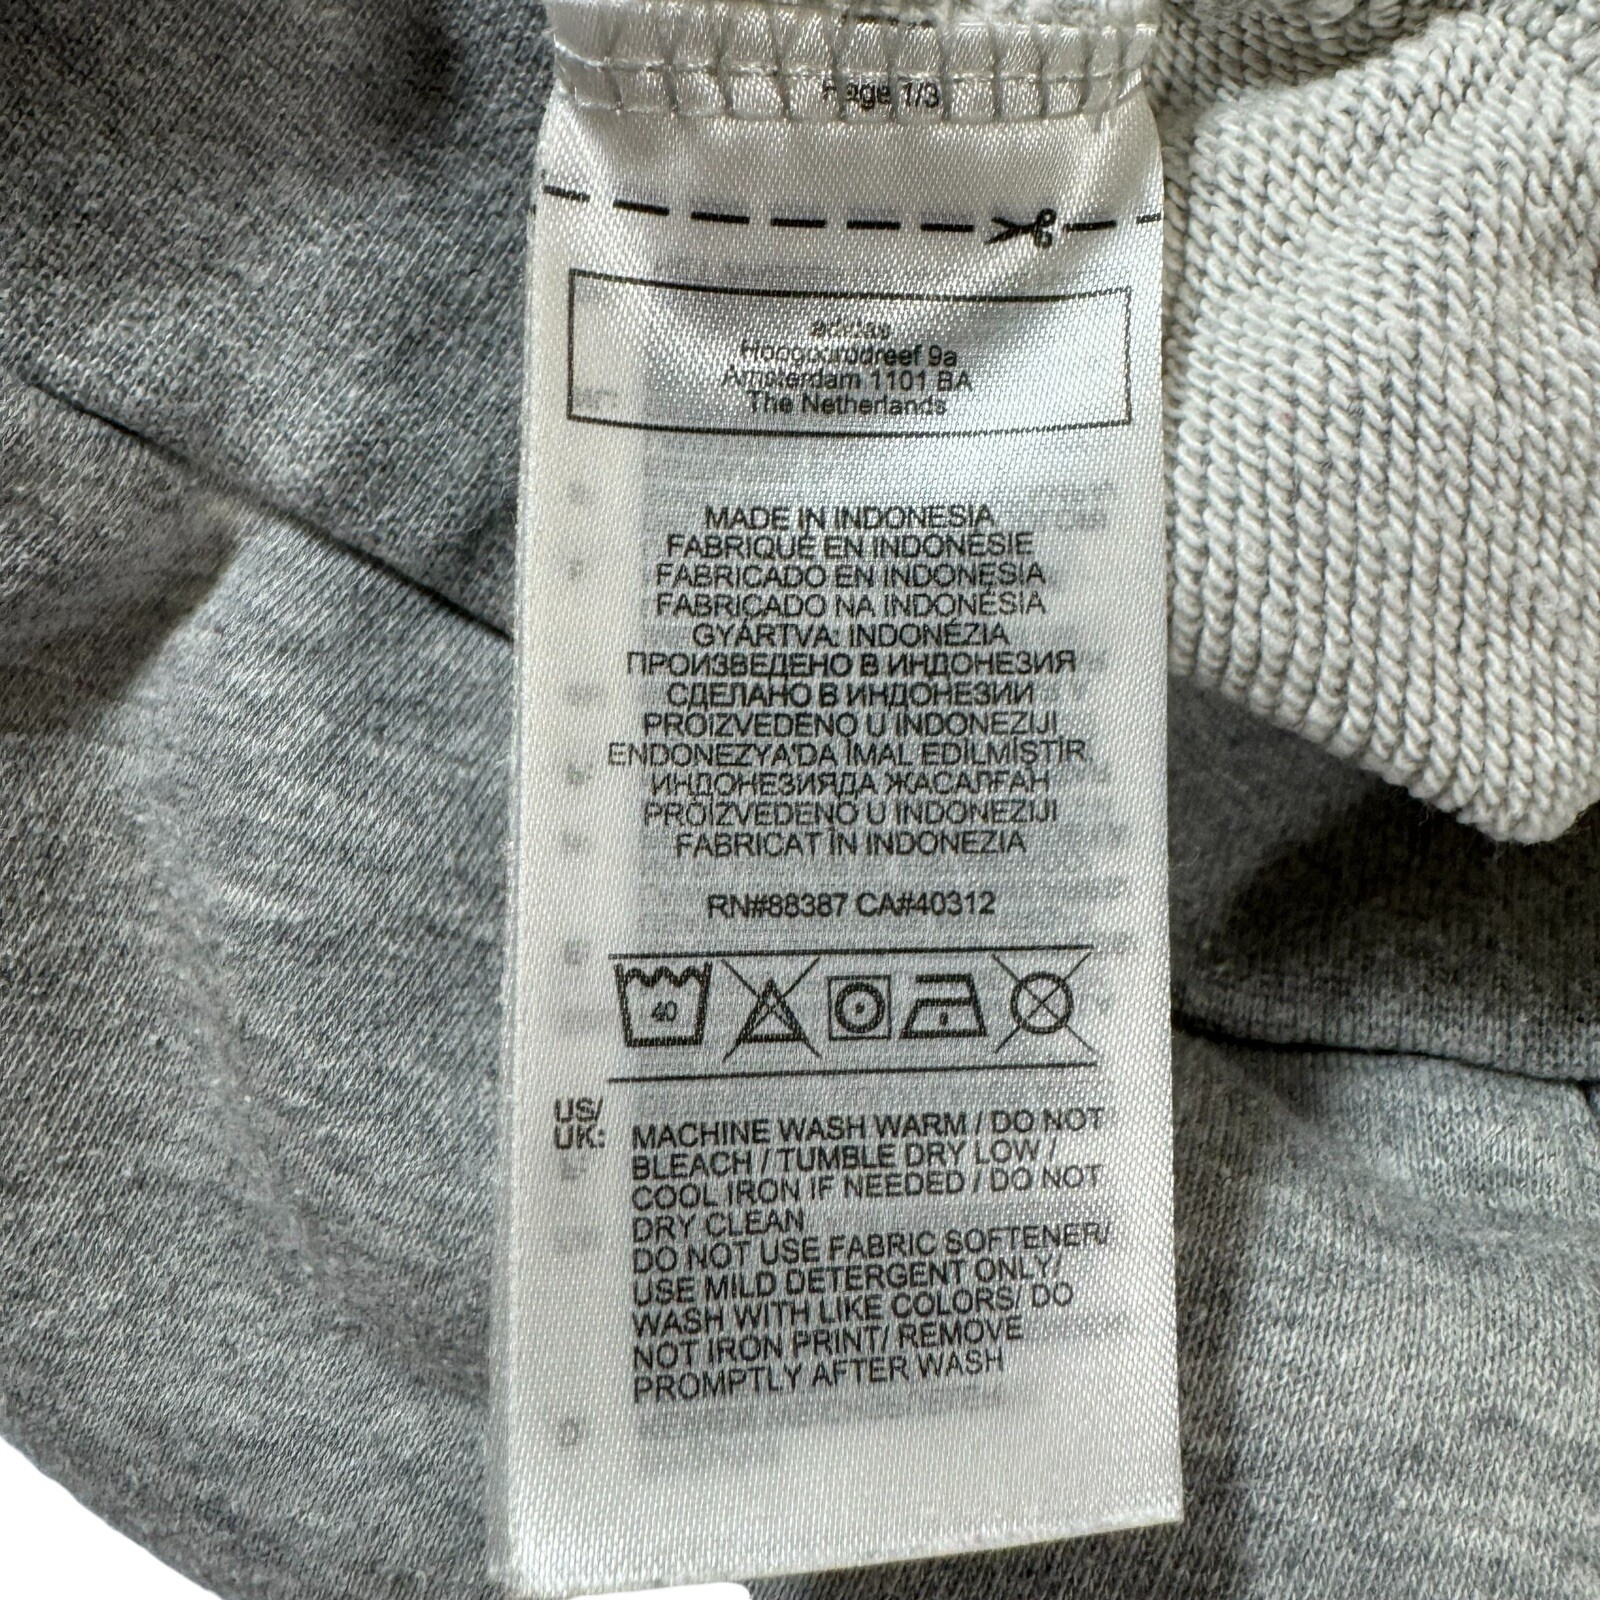 Page 1/3
adidas
Hoogoorddreef 9a
Amsterdam 1101 BA
The Netherlands
MADE IN INDONESIA
FABRIQUÉ EN INDONÉSIE
FABRICADO EN INDONESIA
FABRICADO NA INDONÉSIA
GYÁRTVA: INDONÉZIA
ПРОИЗВЕДЕНО В ИНДОНЕЗИЯ
СДЕЛАНО В ИНДОНЕЗИИ
PROIZVEDENO U INDONEZIJI
ENDONEZYA'DA İMAL EDİLMİŞTİR
ИНДОНЕЗИЯДА ЖАСАЛҒАН
PROIZVEDENO U INDONEZIJI
FABRICAT ÎN INDONEZIA
RN#88387 CA#40312
40
US/
UK:
MACHINE WASH WARM / DO NOT
BLEACH / TUMBLE DRY LOW /
COOL IRON IF NEEDED / DO NOT
DRY CLEAN
DO NOT USE FABRIC SOFTENER/
USE MILD DETERGENT ONLY/
WASH WITH LIKE COLORS/ DO
NOT IRON PRINT/ REMOVE
PROMPTLY AFTER WASH